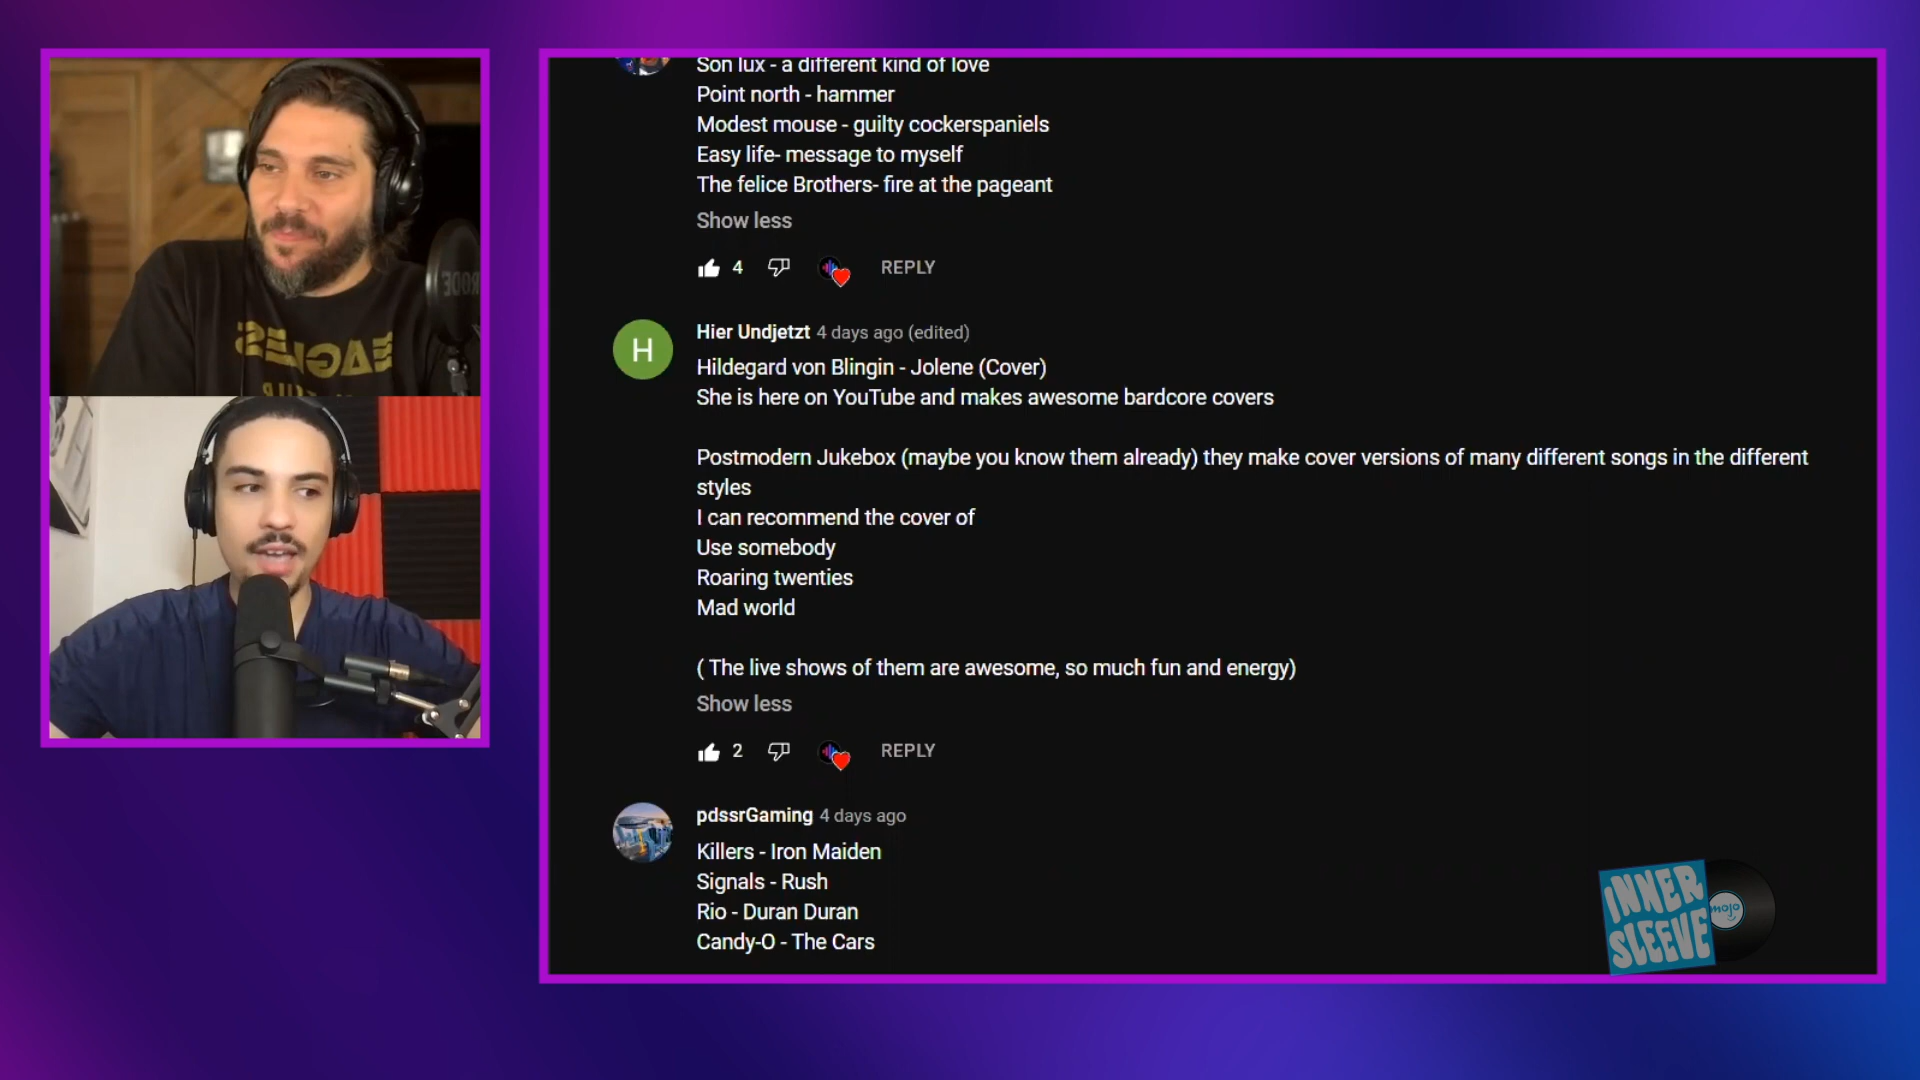 Son lux - a different kind of love
Point north - hammer
Modest mouse - guilty cockerspaniels
Easy life- message to myself
The felice Brothers- fire at the pageant
Show less
4
REPLY
H
Hier Undjetzt 4 days ago (edited)
Hildegard von Blingin - Jolene (Cover)
She is here on YouTube and makes awesome bardcore covers
Postmodern Jukebox (maybe you know them already) they make cover versions of many different songs in the different
styles
I can recommend the cover of
Use somebody
Roaring twenties
Mad world
( The live shows of them are awesome, so much fun and energy)
Show less
2
REPLY
pdssrGaming 4 days ago
Killers - Iron Maiden
Signals - Rush
Rio - Duran Duran
Candy-O - The Cars
EAGLES
RODE
INNER
SLEEVE
mojo